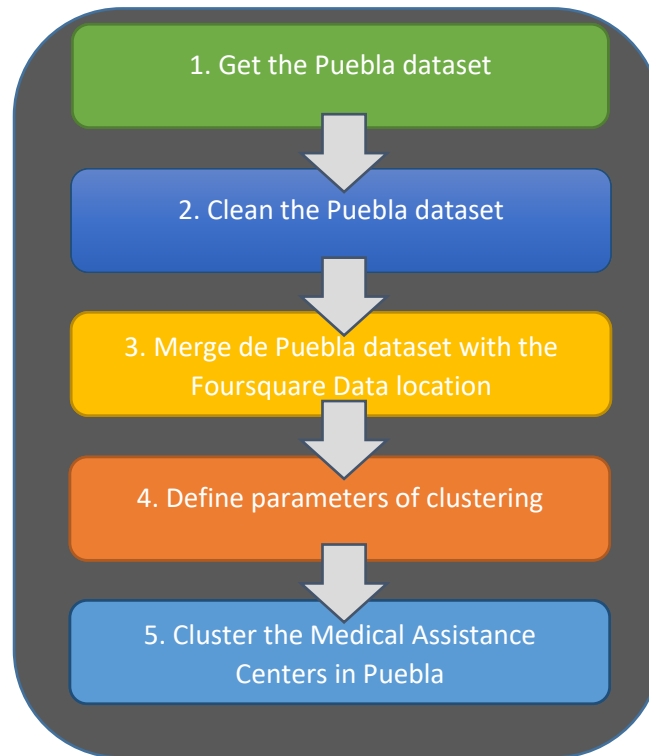 1. Get the Puebla dataset
2. Clean the Puebla dataset
3. Merge de Puebla dataset with the
Foursquare Data location
4. Define parameters of clustering
5. Cluster the Medical Assistance
Centers in Puebla